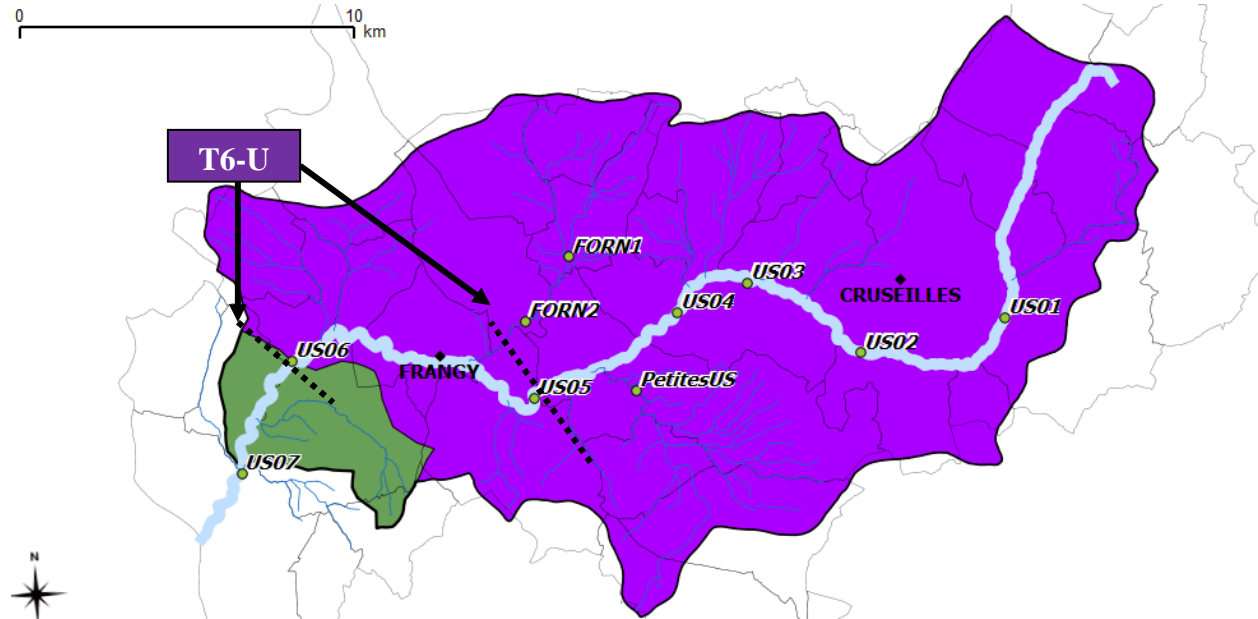 0 10
km
T6-U
FORN1
US03
CRUSEILLES
US04
US01
FORN2
US02
US06
FRANGY
PetitesUS
US05
US07
N